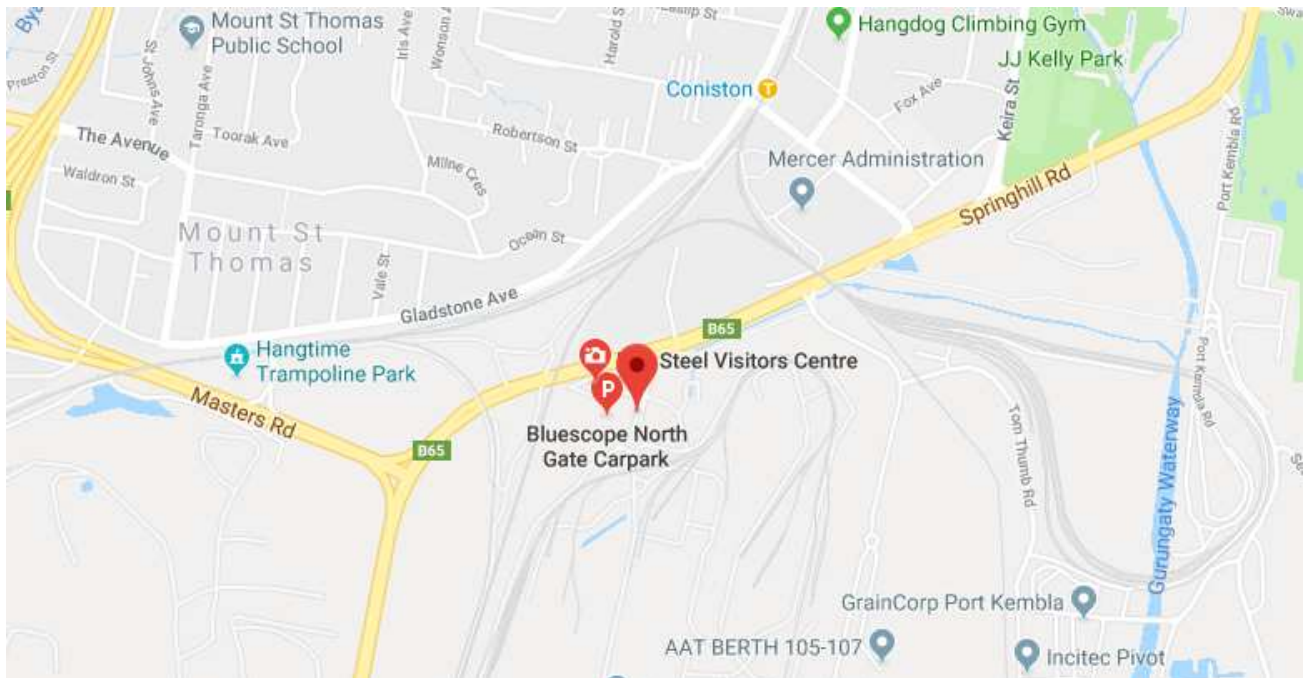 Mount St Thomas
Public School
Preston St
St Johns Ave
Taronga Ave
Iris Ave
Harold S
Hangdog Climbing Gym
JJ Kelly Park
Coniston
T
Fox Ave
Keira St
The Avenue
Toorak Ave
Robertson St
Milne Cres
Mercer Administration
Port Kembla Rd
Waldron St
Springhill Rd
Mount St
Thomas
Ocean St
Vale St
Gladstone Ave
B65
Hangtime
Trampoline Park
Steel Visitors Centre
P
Masters Rd
Bluescope North
Gate Carpark
B65
Port Kembla Rd
Tom Thumb Rd
Gurungaty Waterway
GrainCorp Port Kembla
AAT BERTH 105-107
Incitec Pivot